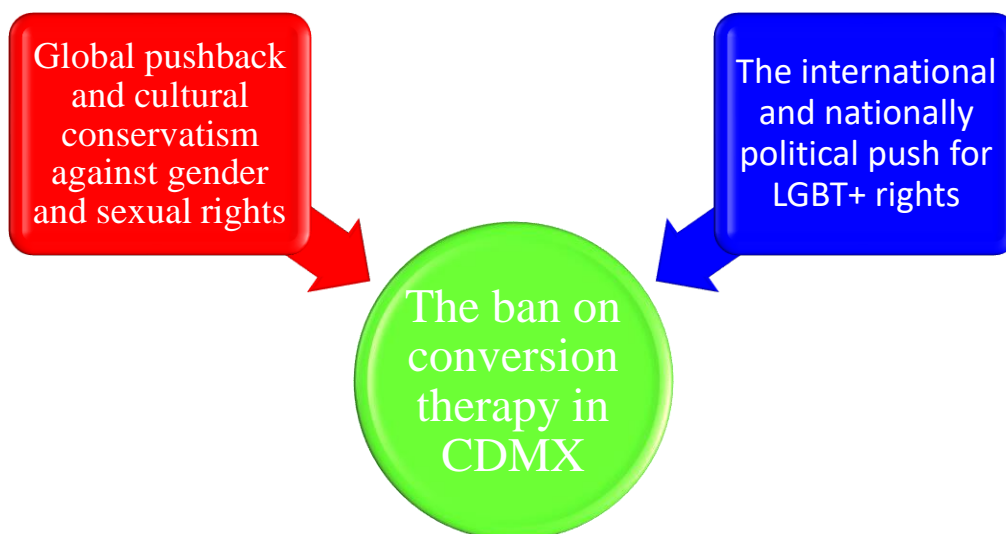 Global pushback
and cultural
conservatism
against gender
and sexual rights
The international
and nationally
political push for
LGBT+ rights
The ban on
conversion
therapy in
CDMX